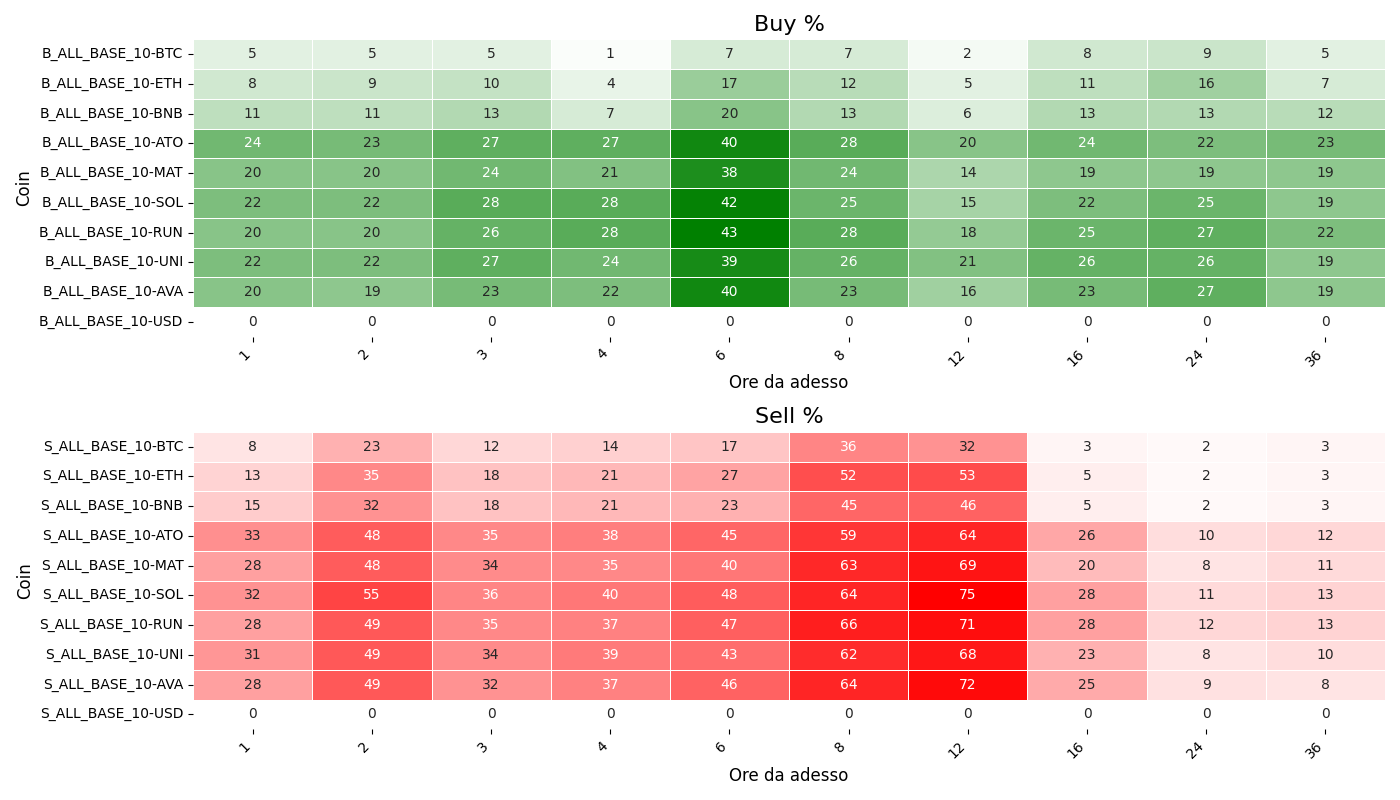 Buy %
Coin
B_ALL_BASE_10-BTC 5 5 5 1 7 7 2 8 9 5
B_ALL_BASE_10-ETH 8 9 10 4 17 12 5 11 16 7
B_ALL_BASE_10-BNB 11 11 13 7 20 13 6 13 13 12
B_ALL_BASE_10-ATO 24 23 27 27 40 28 20 24 22 23
B_ALL_BASE_10-MAT 20 20 24 21 38 24 14 19 19 19
B_ALL_BASE_10-SOL 22 22 28 28 42 25 15 22 25 19
B_ALL_BASE_10-RUN 20 20 26 28 43 28 18 25 27 22
B_ALL_BASE_10-UNI 22 22 27 24 39 26 21 26 26 19
B_ALL_BASE_10-AVA 20 19 23 22 40 23 16 23 27 19
B_ALL_BASE_10-USD 0 0 0 0 0 0 0 0 0 0
1 2 3 4 6 8 12 16 24 36
Ore da adesso
Sell %
Coin
S_ALL_BASE_10-BTC 8 23 12 14 17 36 32 3 2 3
S_ALL_BASE_10-ETH 13 35 18 21 27 52 53 5 2 3
S_ALL_BASE_10-BNB 15 32 18 21 23 45 46 5 2 3
S_ALL_BASE_10-ATO 33 48 35 38 45 59 64 26 10 12
S_ALL_BASE_10-MAT 28 48 34 35 40 63 69 20 8 11
S_ALL_BASE_10-SOL 32 55 36 40 48 64 75 28 11 13
S_ALL_BASE_10-RUN 28 49 35 37 47 66 71 28 12 13
S_ALL_BASE_10-UNI 31 49 34 39 43 62 68 23 8 10
S_ALL_BASE_10-AVA 28 49 32 37 46 64 72 25 9 8
S_ALL_BASE_10-USD 0 0 0 0 0 0 0 0 0 0
1 2 3 4 6 8 12 16 24 36
Ore da adesso